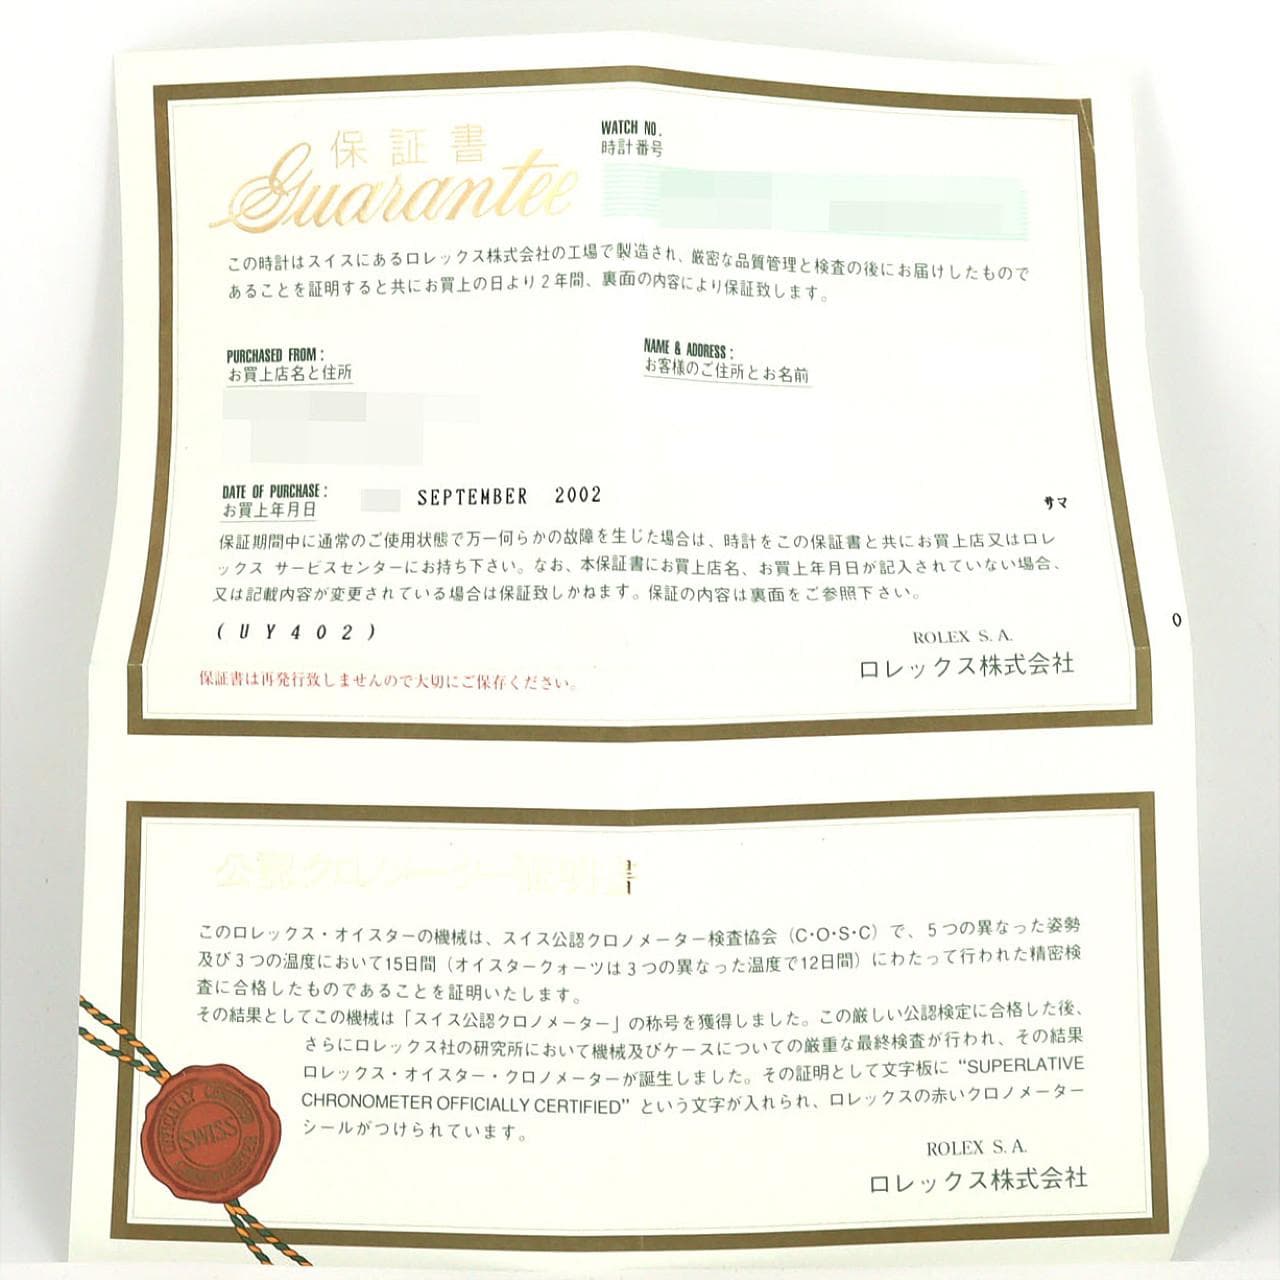 保証書
Guarantee
WATCH NO.
時計番号
この時計はスイスにあるロレックス株式会社の工場で製造され、厳密な品質管理と検査の後にお届けしたもので
あることを証明すると共にお買上の日より2年間、裏面の内容により保証致します。
PURCHASED FROM:
お買上店名と住所
NAME & ADDRESS:
お客様のご住所とお名前
DATE OF PURCHASE:
お買上年月日
SEPTEMBER 2002
サマ
保証期間中に通常のご使用状態で万一何らかの故障を生じた場合は、時計をこの保証書と共にお買上店又はロレ
ックス サービスセンターにお持ち下さい。なお、本保証書にお買上店名、お買上年月日が記入されていない場合、
又は記載内容が変更されている場合は保証致しかねます。保証の内容は裏面をご参照下さい。
(UY402)
ROLEX S.A.
ロレックス株式会社
0
保証書は再発行致しませんので大切にご保存ください。
公認クロノメーター証明書
このロレックス・オイスターの機械は、スイス公認クロノメーター検査協会（C・O・S・C）で、5つの異なった姿勢
及び3つの温度において15日間（オイスタークォーツは3つの異なった温度で12日間）にわたって行われた精密検
査に合格したものであることを証明いたします。
その結果としてこの機械は「スイス公認クロノメーター」の称号を獲得しました。この厳しい公認検定に合格した後、
さらにロレックス社の研究所において機械及びケースについての厳重な最終検査が行われ、その結果
ロレックス・オイスター・クロノメーターが誕生しました。その証明として文字板に “SUPERLATIVE
CHRONOMETER OFFICIALLY CERTIFIED” という文字が入れられ、ロレックスの赤いクロノメーター
シールがつけられています。
OFFICIALLY CERTIFIED
SWISS
CHRONOMETER
ROLEX S.A.
ロレックス株式会社